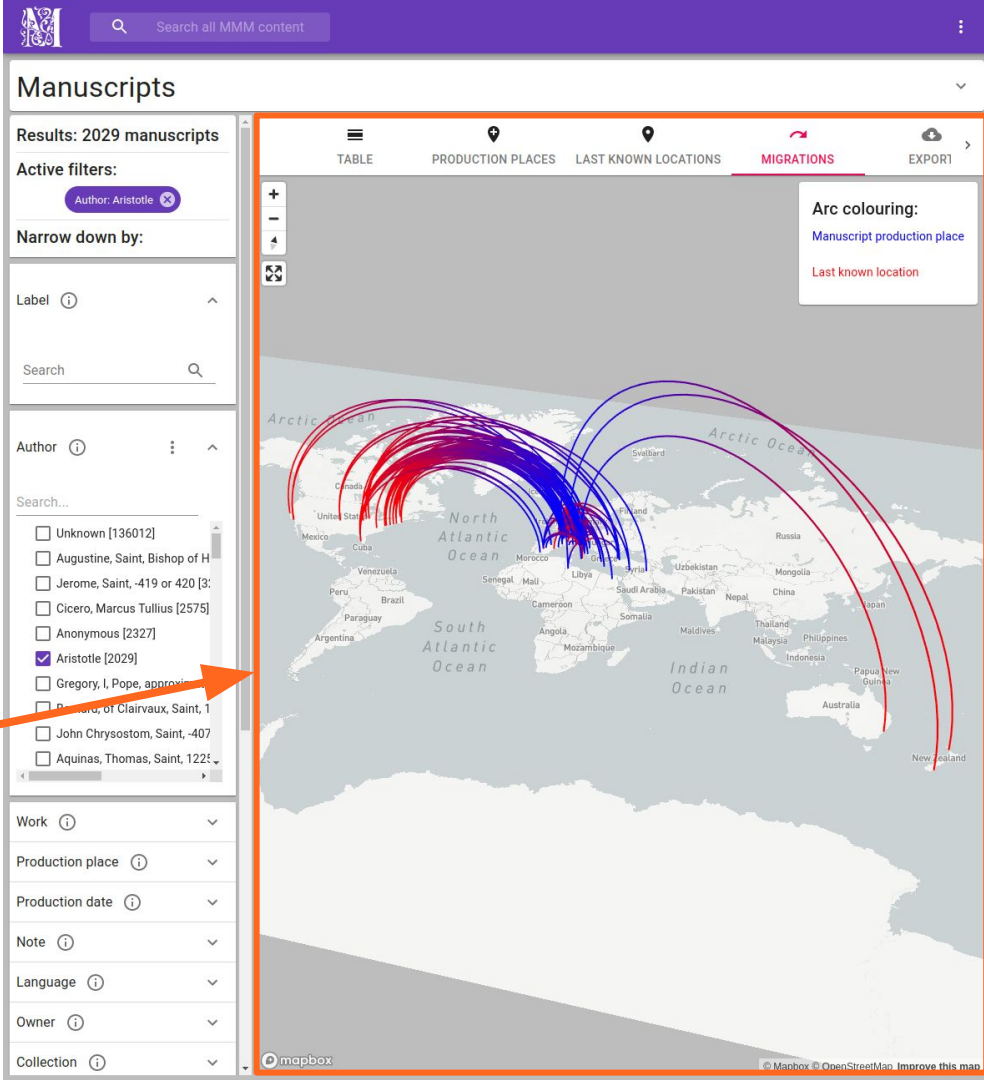 M
Search all MMM content
Manuscripts
Results: 2029 manuscripts
Active filters:
Author: Aristotle
Narrow down by:
Label
Search
Author
Search...
Unknown [136012]
Augustine, Saint, Bishop of H
Jerome, Saint, -419 or 420 [3
Cicero, Marcus Tullius [2575]
Anonymous [2327]
Aristotle [2029]
Gregory, I, Pope,
of Clairvaux, Saint, 1
John Chrysostom, Saint, -407
Aquinas, Thomas, Saint, 1225
Work
Production place
Production date
Note
Language
Owner
Collection
TABLE
PRODUCTION PLACES
LAST KNOWN LOCATIONS
MIGRATIONS
EXPORT
Arc colouring:
Manuscript production place
Last known location
Arctic Ocean
Arctic Ocean
Svalbard
Canada
United States
North
Atlantic
Ocean
Finland
Russia
Mexico
Cuba
Morocco
Libya
Syria
Uzbekistan
Mongolia
Venezuela
Senegal
Mali
Saudi Arabia
Pakistan
Nepal
China
Japan
Peru
Brazil
Cameroon
Somalia
Maldives
Thailand
Malaysia
Philippines
Paraguay
Argentina
South
Atlantic
Ocean
Angola
Mozambique
Indonesia
Indian
Ocean
Papua New
Guinea
Australia
New Zealand
mapbox
© Mapbox © OpenStreetMap Improve this map